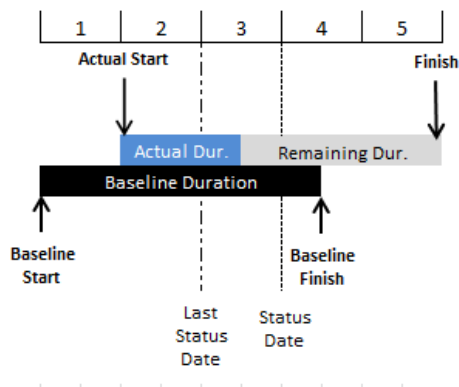 1 2 3 4 5
Actual Start
Finish
Actual Dur.
Remaining Dur.
Baseline Duration
Baseline
Start
Baseline
Finish
Last
Status
Date
Status
Date